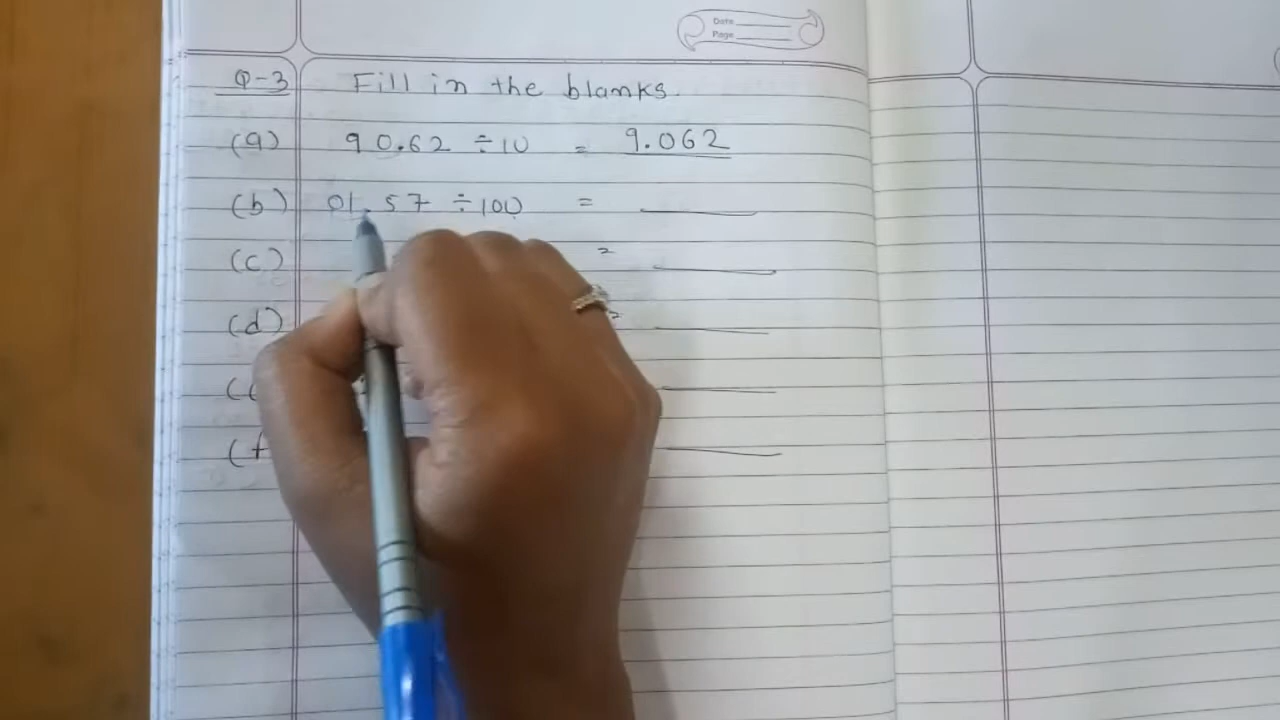 Date
Page
Q-3 Fill in the blanks.
(a) 90.62 ÷10 = 9.062
(b) 01.57 ÷100 =
(c) =
(d) =